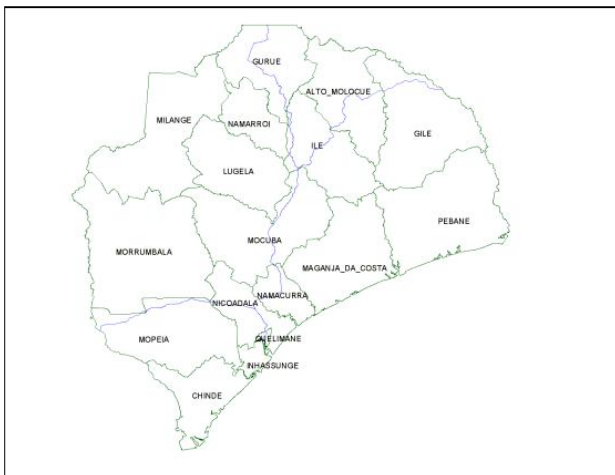 GURUE
ALTO_MOLOCUE
MILANGE
NAMARROI
GILE
ILE
LUGELA
PEBANE
MOCUBA
MORRUMBALA
MAGANJA_DA_COSTA
NAMACURRA
NICOADALA
QUELIMANE
MOPEIA
INHASSUNGE
CHINDE